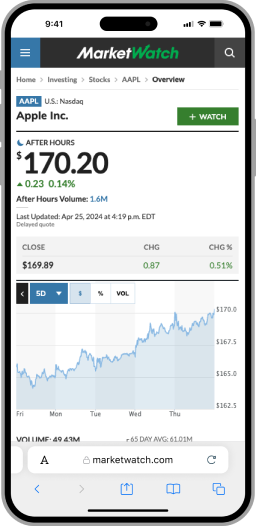 9:41
MarketWatch
Home > Investing > Stocks > AAPL > Overview
AAPL U.S.: Nasdaq
Apple Inc.
+ WATCH
AFTER HOURS
$170.20
0.23 0.14%
After Hours Volume: 1.6M
Last Updated: Apr 25, 2024 at 4:19 p.m. EDT
Delayed quote
CLOSE CHG CHG %
$169.89 0.87 0.51%
5D $ % VOL
$170.0
$167.5
$165.0
$162.5
Fri Mon Tue Wed Thu
VOLUME: 49.43M 65 DAY AVG: 61.01M
A marketwatch.com